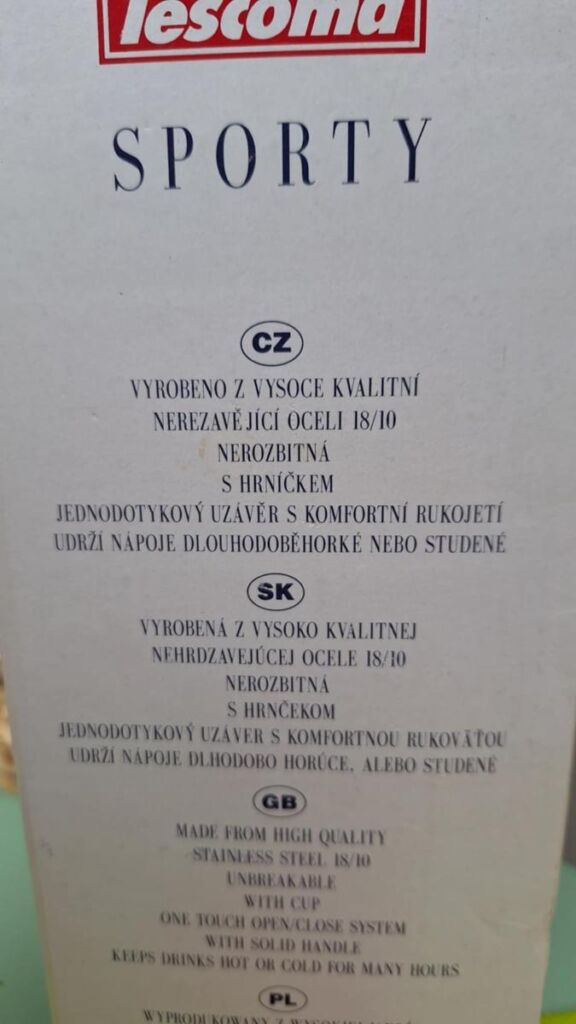 Tescoma
SPORTY
CZ
VYROBENO Z VYSOCE KVALITNÍ
NEREZAVĚJÍCÍ OCELI 18/10
NEROZBITNÁ
S HRNÍČKEM
JEDNODOTYKOVÝ UZÁVĚR S KOMFORTNÍ RUKOJETÍ
UDRŽÍ NÁPOJE DLOUHODOBĚHORKÉ NEBO STUDENÉ
SK
VYROBENÁ Z VYSOKO KVALITNEJ
NEHRDZAVEJÚCEJ OCELE 18/10
NEROZBITNÁ
S HRNČEKOM
JEDNODOTYKOVÝ UZÁVER S KOMFORTNOU RUKOVÄŤOU
UDRŽÍ NÁPOJE DLHODOBO HORÚCE, ALEBO STUDENÉ
GB
MADE FROM HIGH QUALITY
STAINLESS STEEL 18/10
UNBREAKABLE
WITH CUP
ONE TOUCH OPEN/CLOSE SYSTEM
WITH SOLID HANDLE
KEEPS DRINKS HOT OR COLD FOR MANY HOURS
PL
WYPRODUKOWANY Z